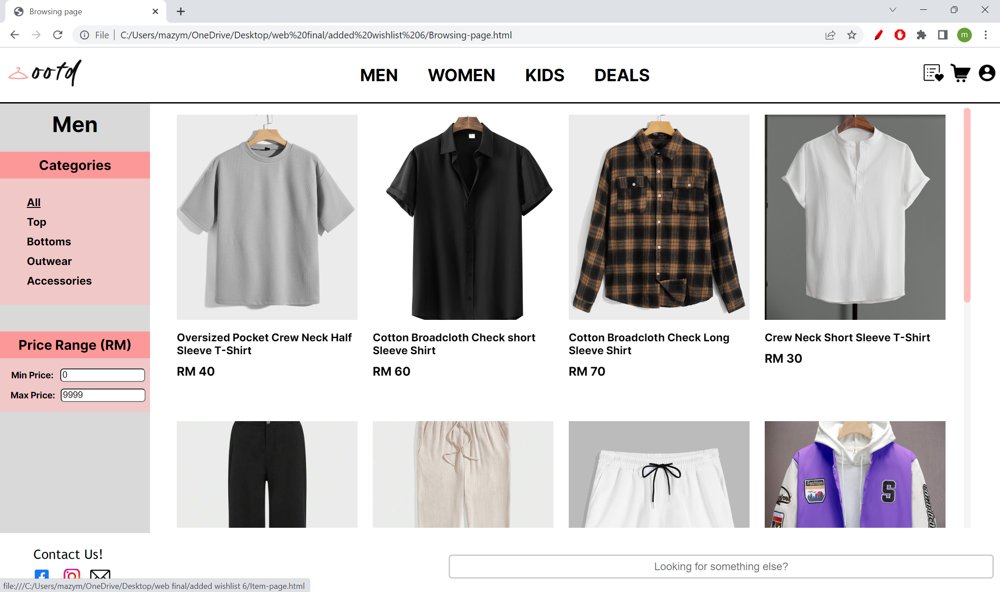 Browsing page
File
C:/Users/mazym/OneDrive/Desktop/web%20final/added%20wishlist%206/Browsing-page.html
m
ootd
MEN
WOMEN
KIDS
DEALS
Men
Categories
All
Top
Bottoms
Outwear
Accessories
Price Range (RM)
Min Price: 0
Max Price: 9999
Oversized Pocket Crew Neck Half
Sleeve T-Shirt
RM 40
Cotton Broadcloth Check short
Sleeve Shirt
RM 60
Cotton Broadcloth Check Long
Sleeve Shirt
RM 70
Crew Neck Short Sleeve T-Shirt
RM 30
Fashion
S
Contact Us!
Looking for something else?
file:///C:/Users/mazym/OneDrive/Desktop/web final/added wishlist 6/Item-page.html